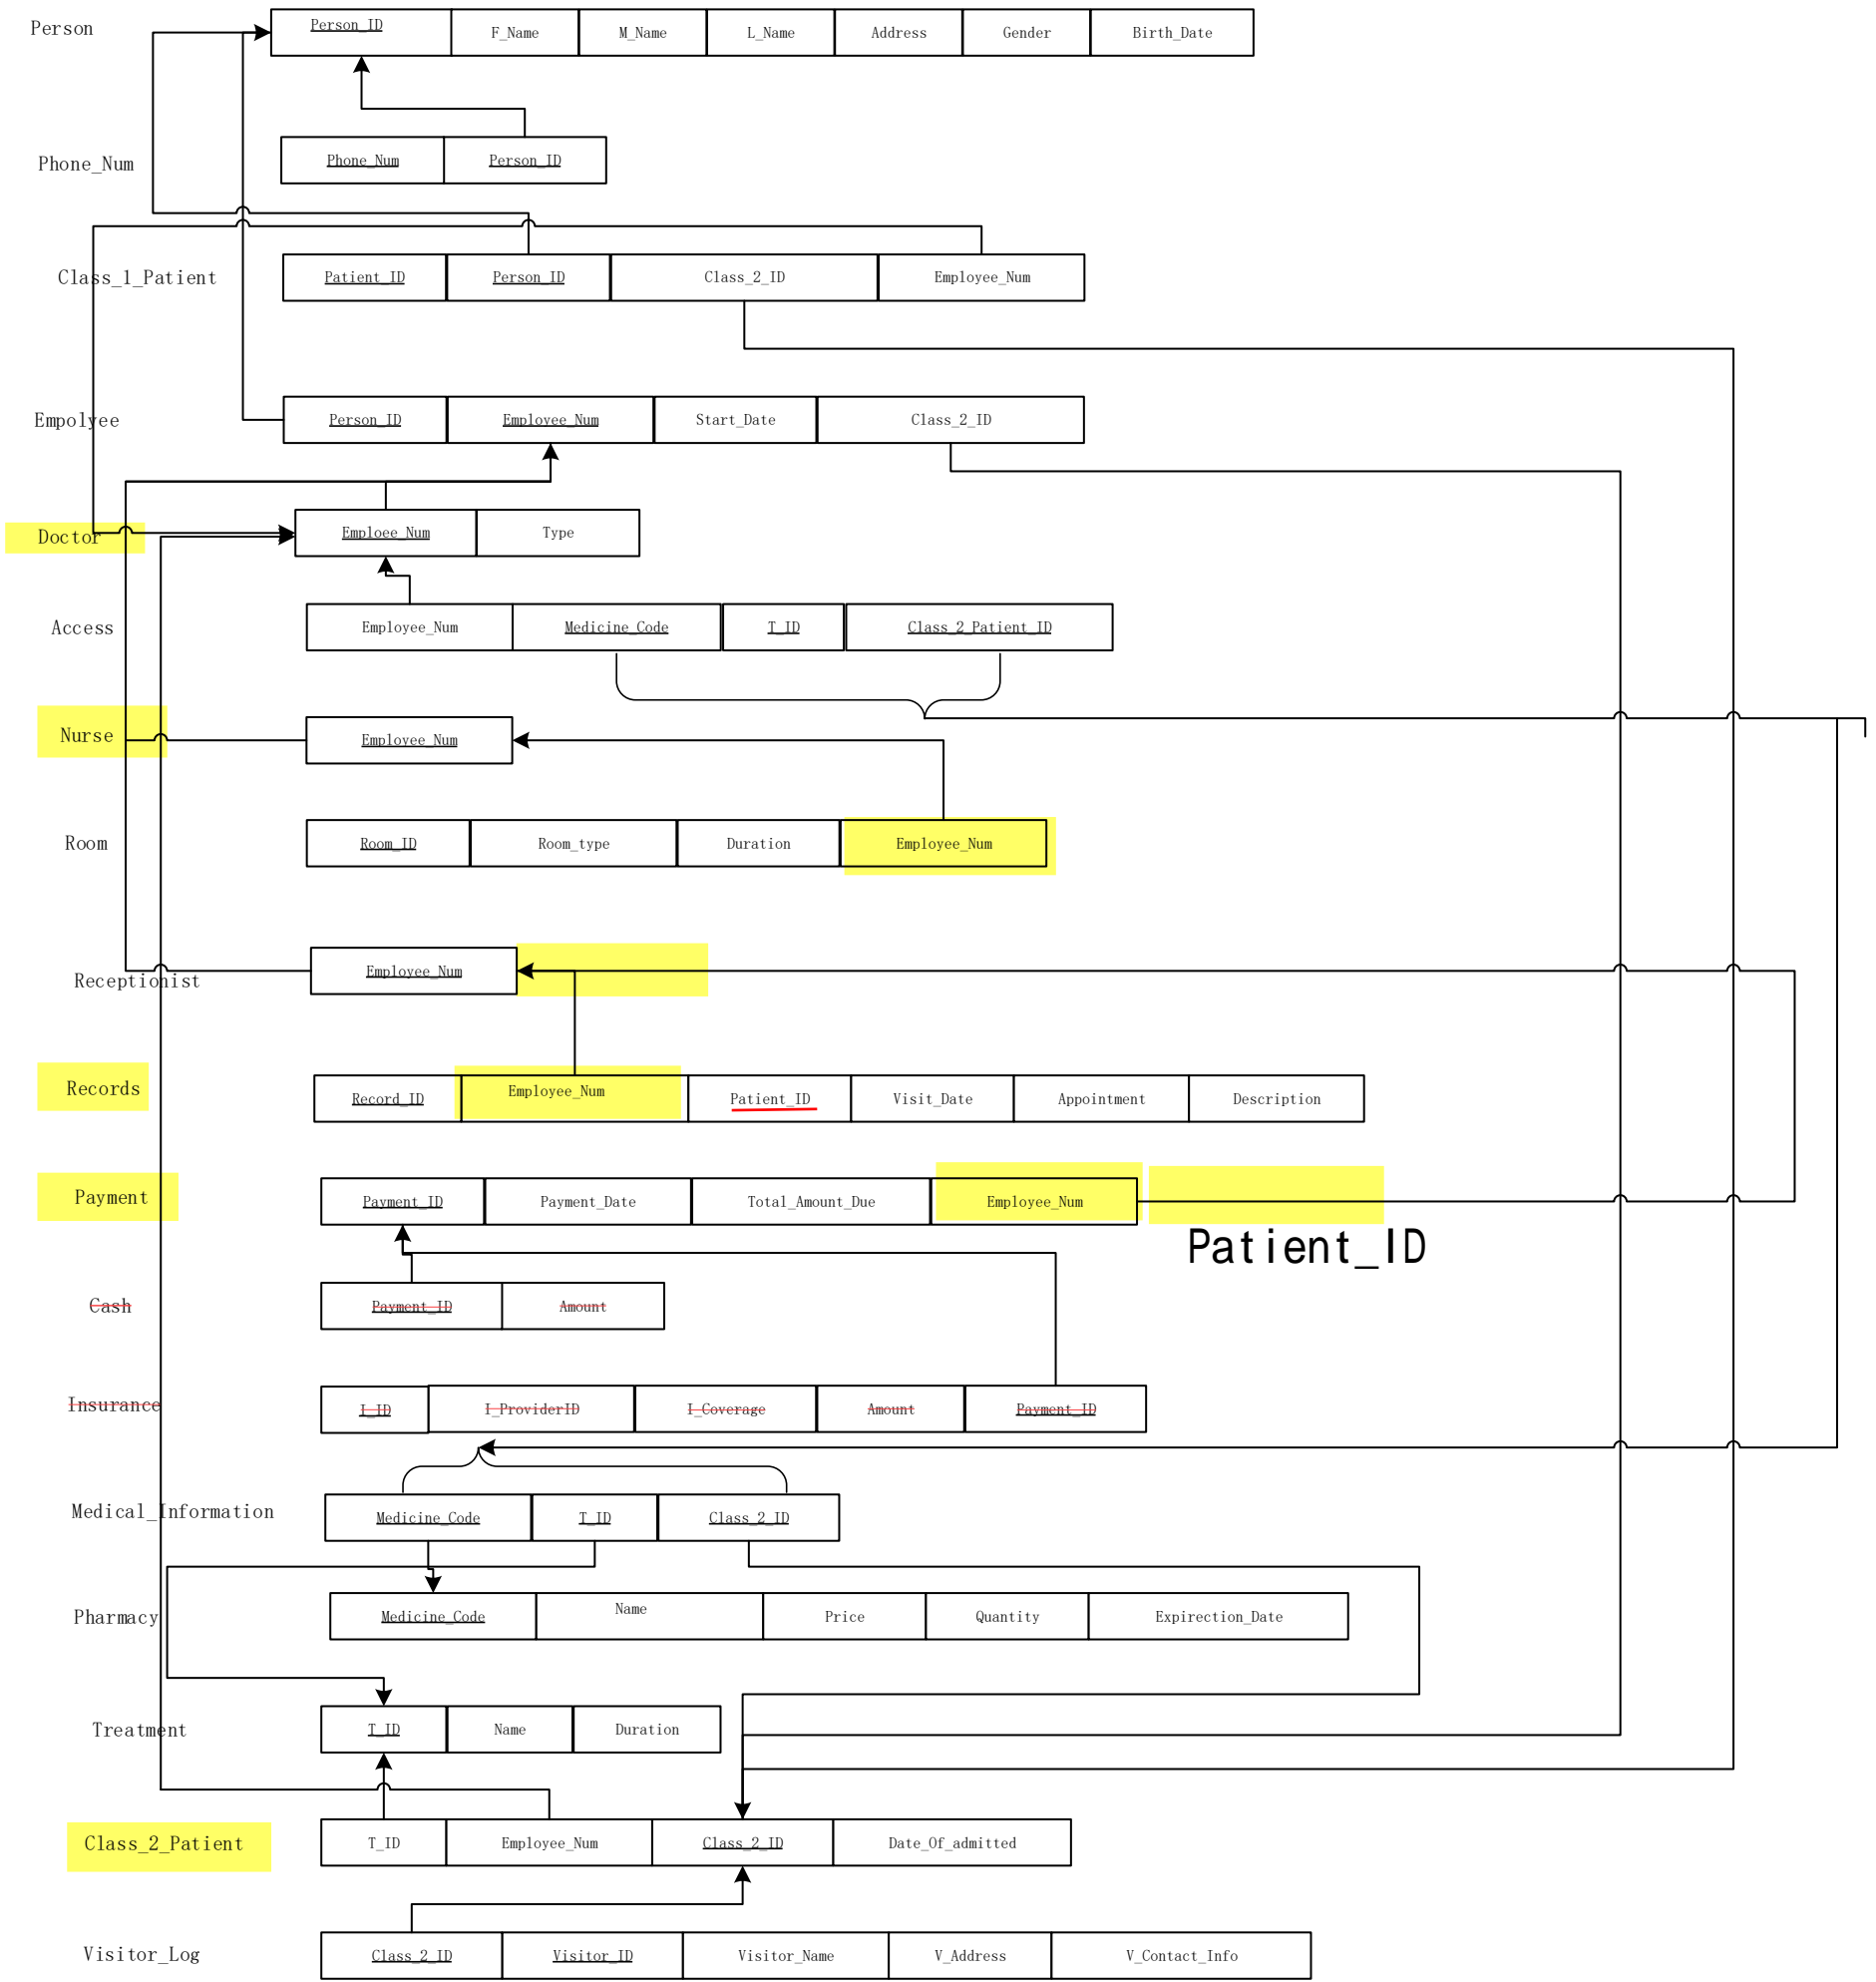 Person Person_ID F_Name M_Name L_Name Address Gender Birth_Date
Phone_Num Phone_Num Person_ID
Class_1_Patient Patient_ID Person_ID Class_2_ID Employee_Num
Empolyee Person_ID Employee_Num Start_Date Class_2_ID
Doctor Emploee_Num Type
Access Employee_Num Medicine_Code T_ID Class_2_Patient_ID
Nurse Employee_Num
Room Room_ID Room_type Duration Employee_Num
Receptionist Employee_Num
Records Record_ID Employee_Num Patient_ID Visit_Date Appointment Description
Payment Payment_ID Payment_Date Total_Amount_Due Employee_Num
Patient_ID
Cash Payment_ID Amount
Insurance I_ID I_ProviderID I_Coverage Amount Payment_ID
Medical_Information Medicine_Code T_ID Class_2_ID
Pharmacy Medicine_Code Name Price Quantity Expirection_Date
Treatment T_ID Name Duration
Class_2_Patient T_ID Employee_Num Class_2_ID Date_Of_admitted
Visitor_Log Class_2_ID Visitor_ID Visitor_Name V_Address V_Contact_Info